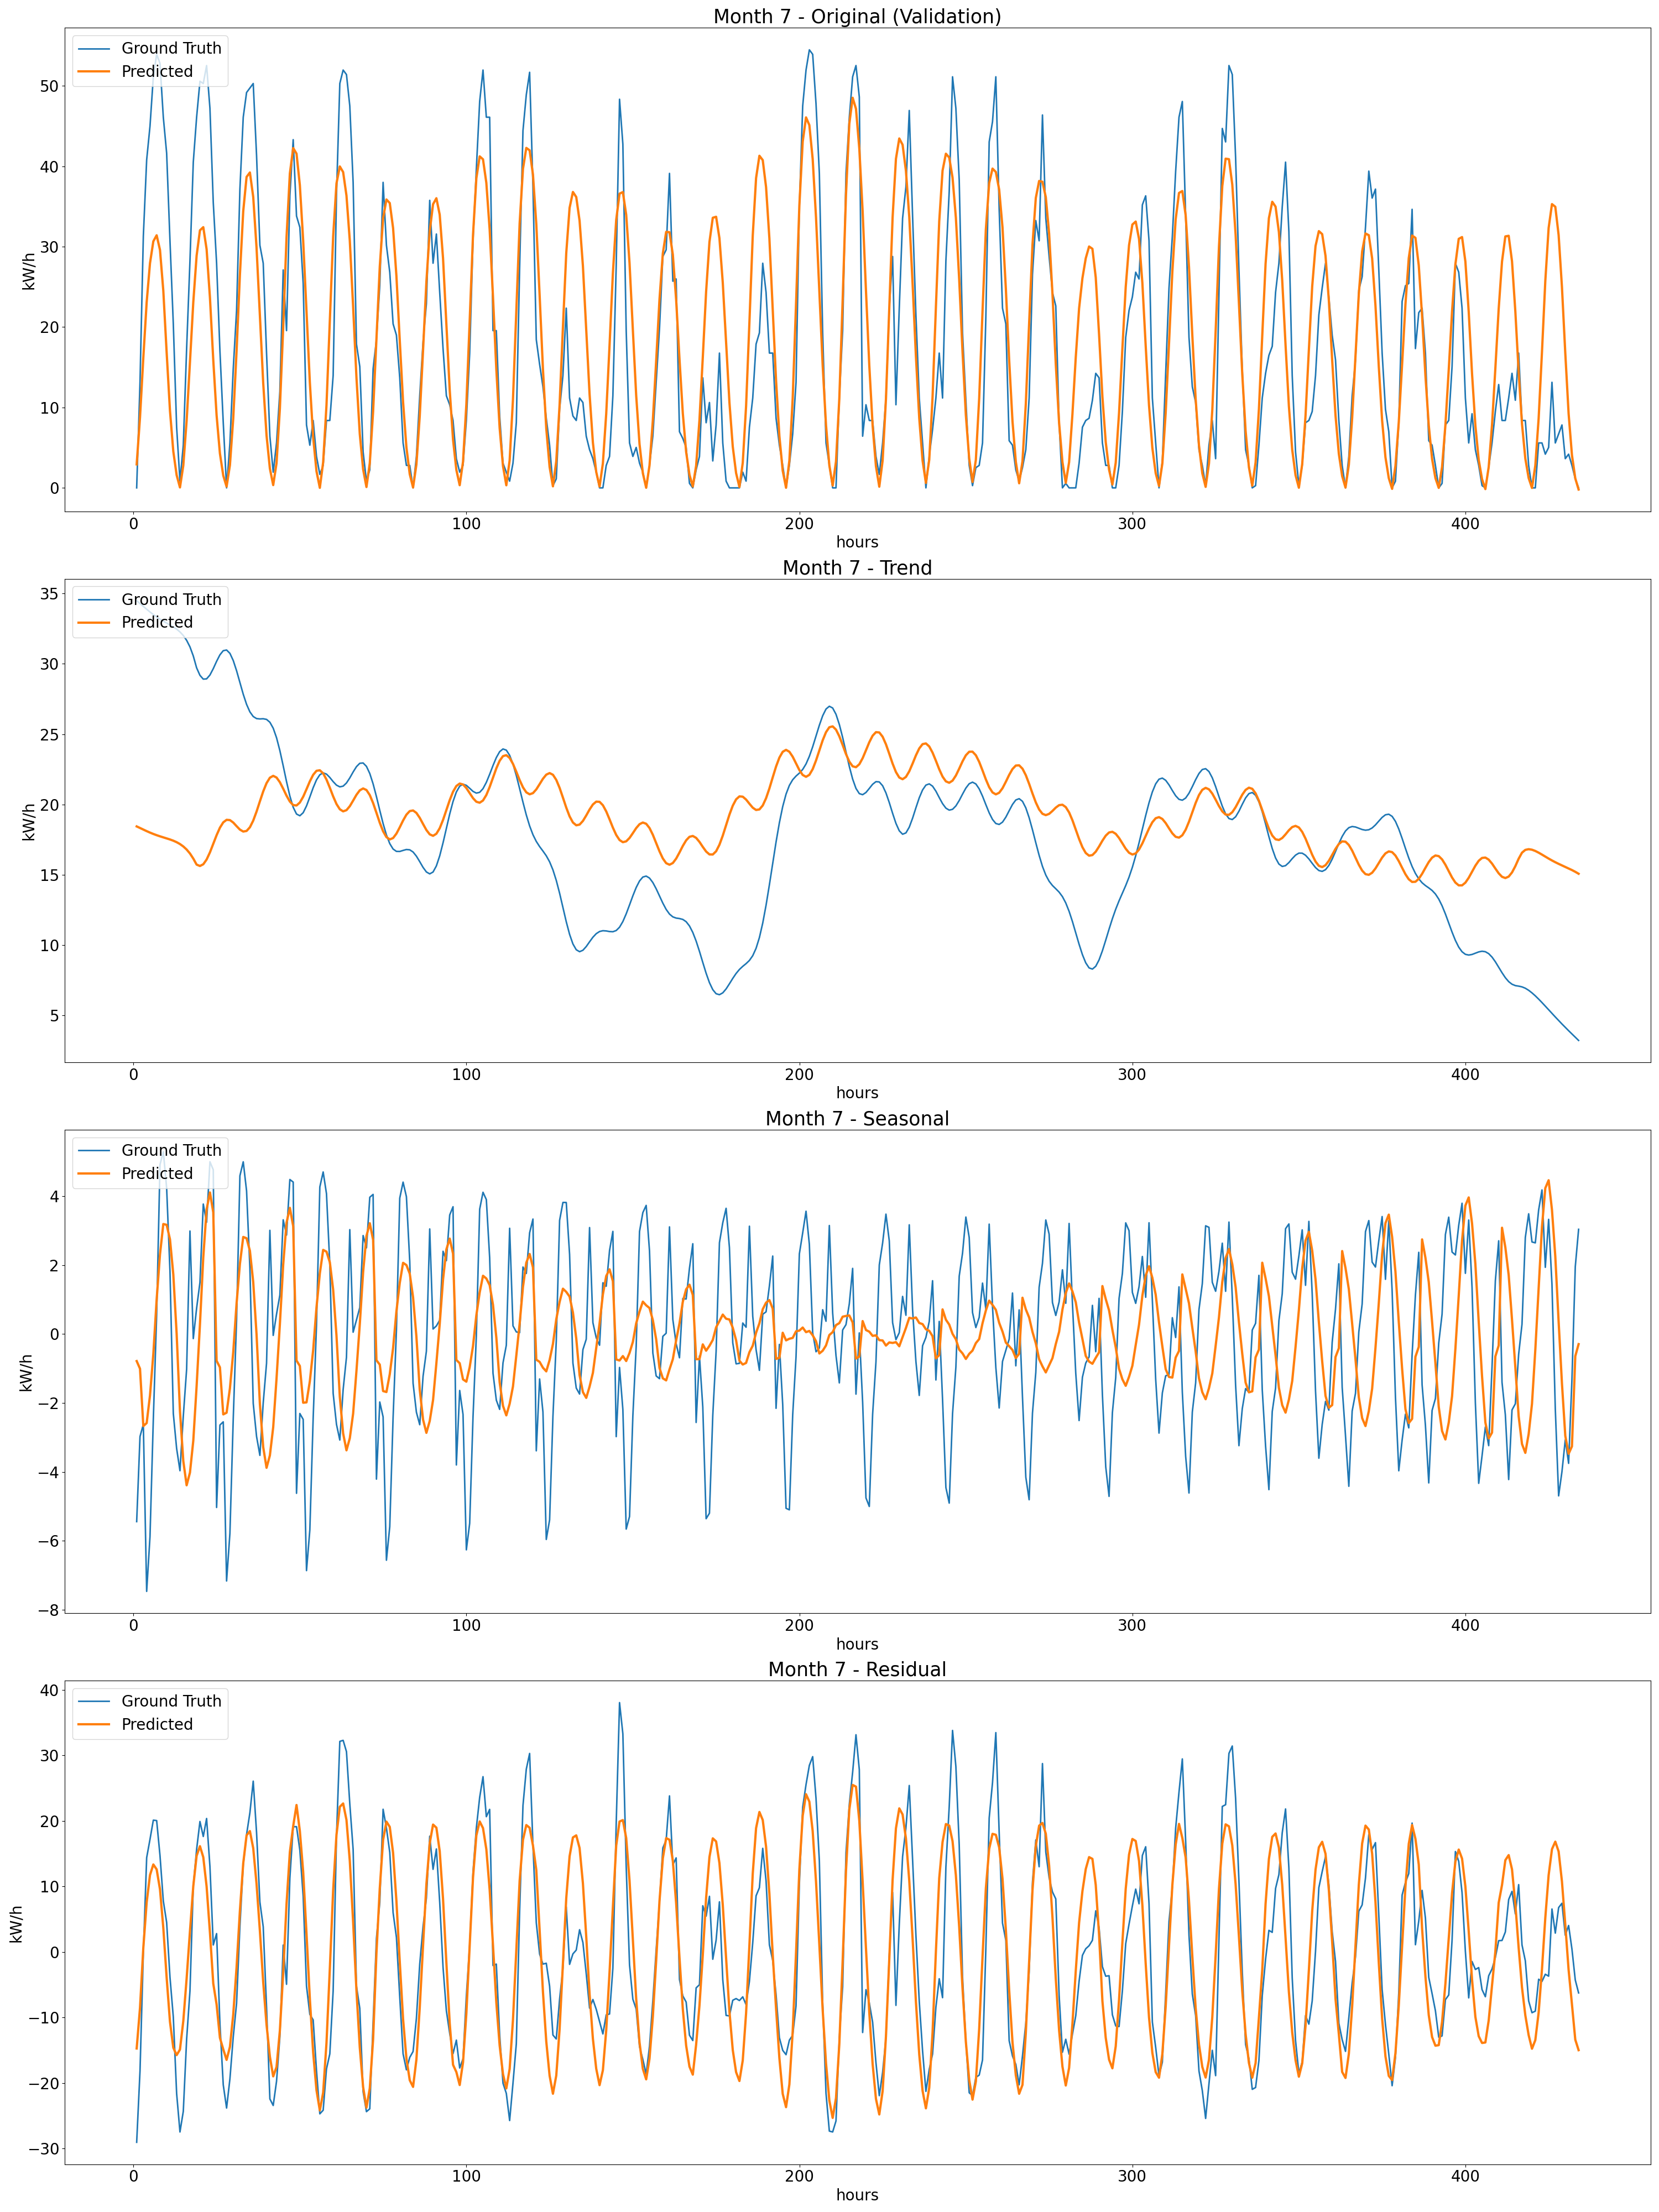 Month 7 - Original (Validation)
Ground Truth
Predicted
kW/h
50
40
30
20
10
0
0 100 200 300 400
hours
Month 7 - Trend
Ground Truth
Predicted
kW/h
35
30
25
20
15
10
5
0 100 200 300 400
hours
Month 7 - Seasonal
Ground Truth
Predicted
kW/h
4
2
0
−2
−4
−6
−8
0 100 200 300 400
hours
Month 7 - Residual
Ground Truth
Predicted
kW/h
40
30
20
10
0
−10
−20
−30
0 100 200 300 400
hours